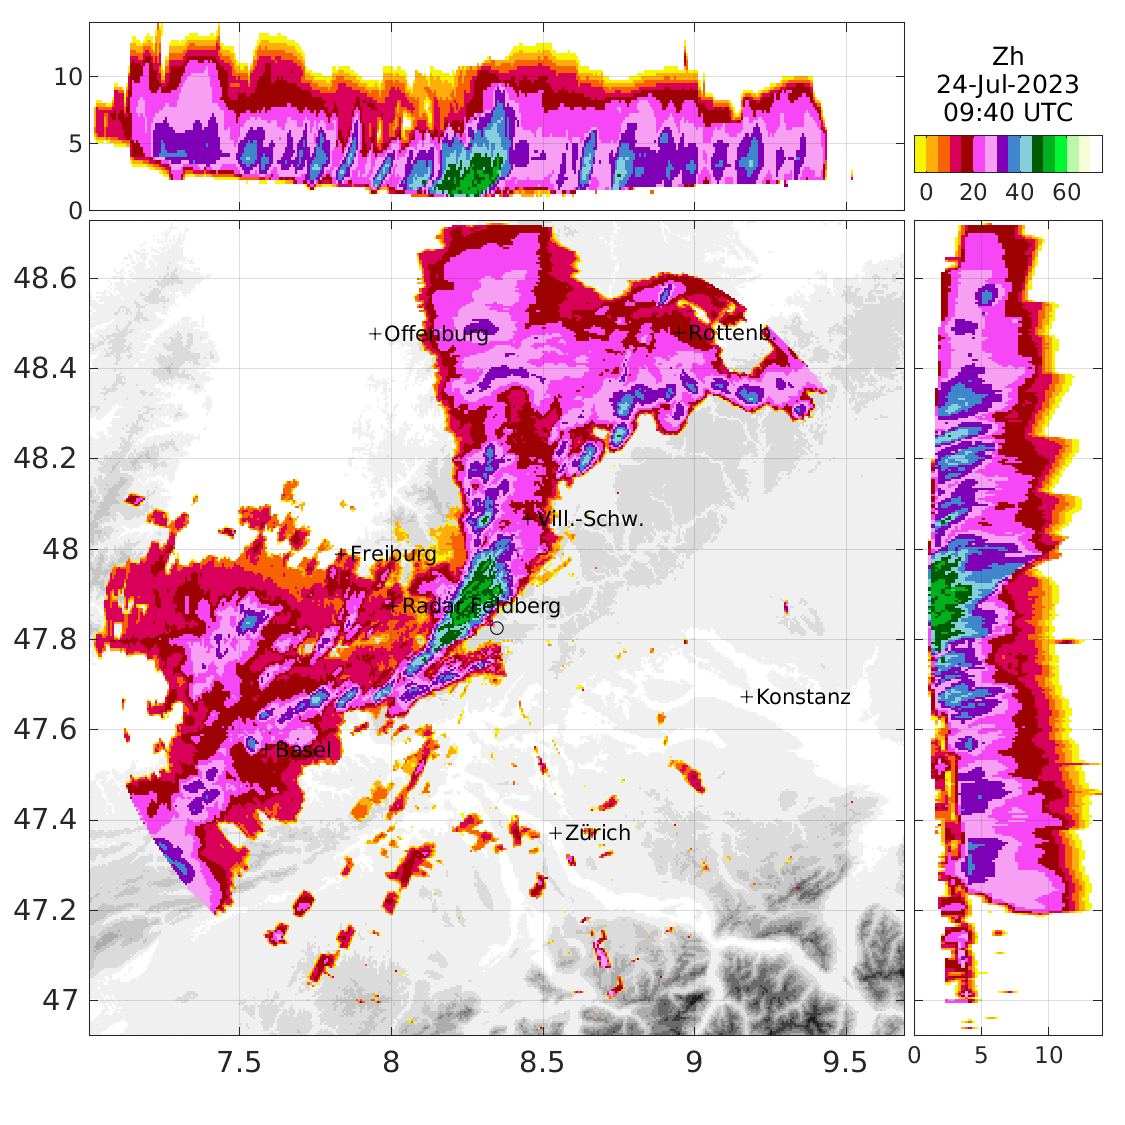 Zh
24-Jul-2023
09:40 UTC
0 20 40 60
10
5
0
48.6
48.4
48.2
48
47.8
47.6
47.4
47.2
47
Offenburg
Rottenb
Vill.-Schw.
Freiburg
Radar Feldberg
Konstanz
Basel
Zürich
7.5 8 8.5 9 9.5
0 5 10